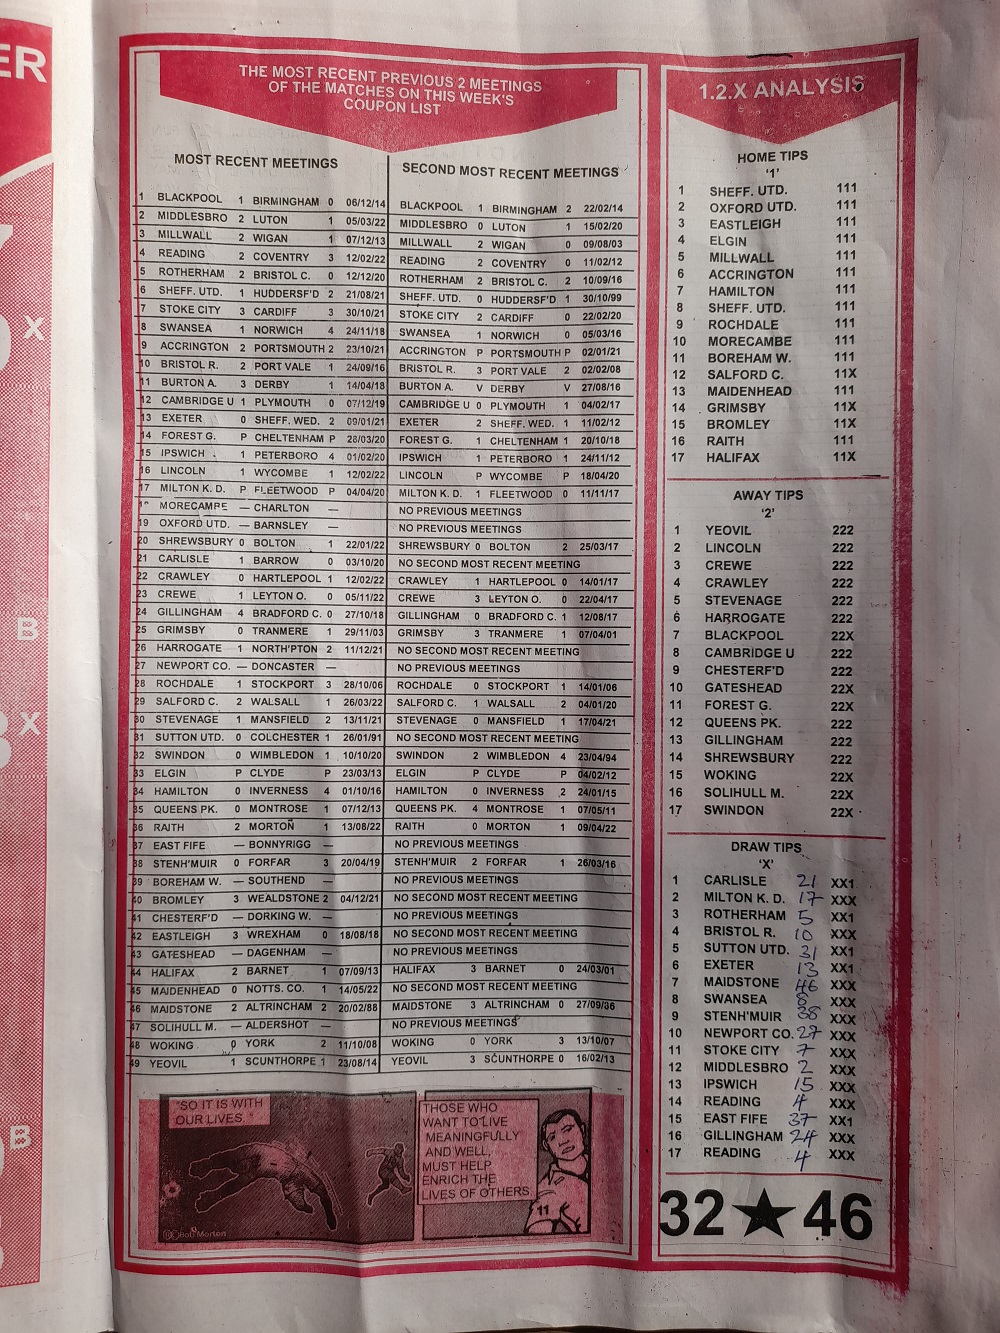 ER
X
B
X
B
THE MOST RECENT PREVIOUS 2 MEETINGS
OF THE MATCHES ON THIS WEEK'S
COUPON LIST
MOST RECENT MEETINGS SECOND MOST RECENT MEETINGS
1 BLACKPOOL 1 BIRMINGHAM 0 06/12/14 BLACKPOOL 1 BIRMINGHAM 2 22/02/14
2 MIDDLESBRO 2 LUTON 1 05/03/22 MIDDLESBRO 0 LUTON 1 15/02/20
3 MILLWALL 2 WIGAN 1 07/12/13 MILLWALL 2 WIGAN 0 09/08/03
4 READING 2 COVENTRY 3 12/02/22 READING 2 COVENTRY 0 11/02/12
5 ROTHERHAM 2 BRISTOL C. 0 12/12/20 ROTHERHAM 2 BRISTOL C. 2 10/09/16
6 SHEFF. UTD. 1 HUDDERSF'D 2 21/08/21 SHEFF. UTD. 0 HUDDERSF'D 1 30/10/99
7 STOKE CITY 3 CARDIFF 3 30/10/21 STOKE CITY 2 CARDIFF 0 22/02/20
8 SWANSEA 1 NORWICH 4 24/11/18 SWANSEA 1 NORWICH 0 05/03/16
9 ACCRINGTON 2 PORTSMOUTH 2 23/10/21 ACCRINGTON P PORTSMOUTH P 02/01/21
10 BRISTOL R. 2 PORT VALE 1 24/09/16 BRISTOL R. 3 PORT VALE 2 02/02/08
11 BURTON A. 3 DERBY 1 14/04/18 BURTON A. V DERBY V 27/08/16
12 CAMBRIDGE U 1 PLYMOUTH 0 07/12/19 CAMBRIDGE U 0 PLYMOUTH 1 04/02/17
13 EXETER 0 SHEFF. WED. 2 09/01/21 EXETER 2 SHEFF. WED. 1 11/02/12
14 FOREST G. P CHELTENHAM P 28/03/20 FOREST G. 1 CHELTENHAM 1 20/10/18
15 IPSWICH 1 PETERBORO 4 01/02/20 IPSWICH 1 PETERBORO 1 24/11/12
16 LINCOLN 1 WYCOMBE 1 12/02/22 LINCOLN P WYCOMBE P 18/04/20
17 MILTON K. D. P FLEETWOOD P 04/04/20 MILTON K. D. 1 FLEETWOOD 0 11/11/17
MORECAMBE — CHARLTON — NO PREVIOUS MEETINGS
19 OXFORD UTD. — BARNSLEY — NO PREVIOUS MEETINGS
20 SHREWSBURY 0 BOLTON 1 22/01/22 SHREWSBURY 0 BOLTON 2 25/03/17
21 CARLISLE 1 BARROW 0 03/10/20 NO SECOND MOST RECENT MEETING
22 CRAWLEY 0 HARTLEPOOL 1 12/02/22 CRAWLEY 1 HARTLEPOOL 0 14/01/17
23 CREWE 1 LEYTON O. 0 05/11/22 CREWE 3 LEYTON O. 0 22/04/17
24 GILLINGHAM 4 BRADFORD C. 0 27/10/18 GILLINGHAM 0 BRADFORD C. 1 12/08/17
25 GRIMSBY 0 TRANMERE 1 29/11/03 GRIMSBY 3 TRANMERE 1 07/04/01
26 HARROGATE 1 NORTH'PTON 2 11/12/21 NO SECOND MOST RECENT MEETING
27 NEWPORT CO. — DONCASTER — NO PREVIOUS MEETINGS
28 ROCHDALE 1 STOCKPORT 3 28/10/06 ROCHDALE 0 STOCKPORT 1 14/01/06
29 SALFORD C. 2 WALSALL 1 26/03/22 SALFORD C. 1 WALSALL 2 04/01/20
30 STEVENAGE 1 MANSFIELD 2 13/11/21 STEVENAGE 0 MANSFIELD 1 17/04/21
31 SUTTON UTD. 0 COLCHESTER 1 26/01/91 NO SECOND MOST RECENT MEETING
32 SWINDON 0 WIMBLEDON 1 10/10/20 SWINDON 2 WIMBLEDON 4 23/04/94
33 ELGIN P CLYDE P 23/03/13 ELGIN P CLYDE P 04/02/12
34 HAMILTON 0 INVERNESS 4 01/10/16 HAMILTON 0 INVERNESS 2 24/01/15
35 QUEENS PK. 0 MONTROSE 1 07/12/13 QUEENS PK. 4 MONTROSE 1 07/05/11
36 RAITH 2 MORTON 1 13/08/22 RAITH 0 MORTON 1 09/04/22
37 EAST FIFE — BONNYRIGG — NO PREVIOUS MEETINGS
38 STENH'MUIR 0 FORFAR 3 20/04/19 STENH'MUIR 2 FORFAR 1 26/03/16
39 BOREHAM W. — SOUTHEND — NO PREVIOUS MEETINGS
40 BROMLEY 3 WEALDSTONE 2 04/12/21 NO SECOND MOST RECENT MEETING
41 CHESTERF'D — DORKING W. — NO PREVIOUS MEETINGS
42 EASTLEIGH 3 WREXHAM 0 18/08/18 NO SECOND MOST RECENT MEETING
43 GATESHEAD — DAGENHAM — NO PREVIOUS MEETINGS
44 HALIFAX 2 BARNET 1 07/09/13 HALIFAX 3 BARNET 0 24/03/01
45 MAIDENHEAD 0 NOTTS. CO. 1 14/05/22 NO SECOND MOST RECENT MEETING
46 MAIDSTONE 2 ALTRINCHAM 2 20/02/88 MAIDSTONE 3 ALTRINCHAM 0 27/09/86
47 SOLIHULL M. — ALDERSHOT — NO PREVIOUS MEETINGS
48 WOKING 0 YORK 2 11/10/08 WOKING 0 YORK 3 13/10/07
49 YEOVIL 1 SCUNTHORPE 1 23/08/14 YEOVIL 3 SCUNTHORPE 0 16/02/13
"SO IT IS WITH
OUR LIVES."
Bob Morton
THOSE WHO
WANT TO LIVE
MEANINGFULLY
AND WELL,
MUST HELP
ENRICH THE
LIVES OF OTHERS
11
1.2.X ANALYSIS
HOME TIPS
'1'
1 SHEFF. UTD. 111
2 OXFORD UTD. 111
3 EASTLEIGH 111
4 ELGIN 111
5 MILLWALL 111
6 ACCRINGTON 111
7 HAMILTON 111
8 SHEFF. UTD. 111
9 ROCHDALE 111
10 MORECAMBE 111
11 BOREHAM W. 111
12 SALFORD C. 11X
13 MAIDENHEAD 111
14 GRIMSBY 11X
15 BROMLEY 11X
16 RAITH 111
17 HALIFAX 11X
AWAY TIPS
'2'
1 YEOVIL 222
2 LINCOLN 222
3 CREWE 222
4 CRAWLEY 222
5 STEVENAGE 222
6 HARROGATE 222
7 BLACKPOOL 22X
8 CAMBRIDGE U 222
9 CHESTERF'D 222
10 GATESHEAD 22X
11 FOREST G. 22X
12 QUEENS PK. 222
13 GILLINGHAM 222
14 SHREWSBURY 222
15 WOKING 22X
16 SOLIHULL M. 22X
17 SWINDON 22X
DRAW TIPS
'X'
1 CARLISLE 21 XX1
2 MILTON K. D. 17 XXX
3 ROTHERHAM 5 XX1
4 BRISTOL R. 10 XXX
5 SUTTON UTD. 31 XX1
6 EXETER 13 XX1
7 MAIDSTONE 46 XXX
8 SWANSEA 8 XXX
9 STENH'MUIR 38 XXX
10 NEWPORT CO. 27 XXX
11 STOKE CITY 7 XXX
12 MIDDLESBRO 2 XXX
13 IPSWICH 15 XXX
14 READING 4 XXX
15 EAST FIFE 37 XX1
16 GILLINGHAM 24 XXX
17 READING 4 XXX
32 ★ 46